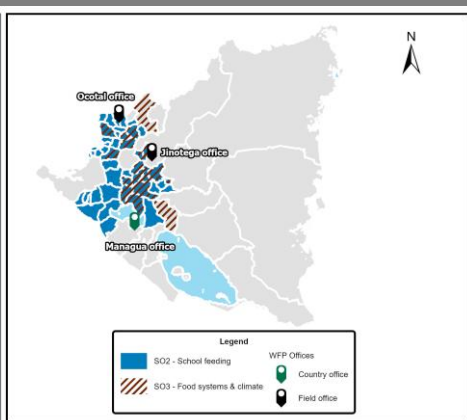 N
Ocotal office
Jinotega office
Managua office
Legend
SO2 - School feeding
SO3 - Food systems & climate
WFP Offices
Country office
Field office